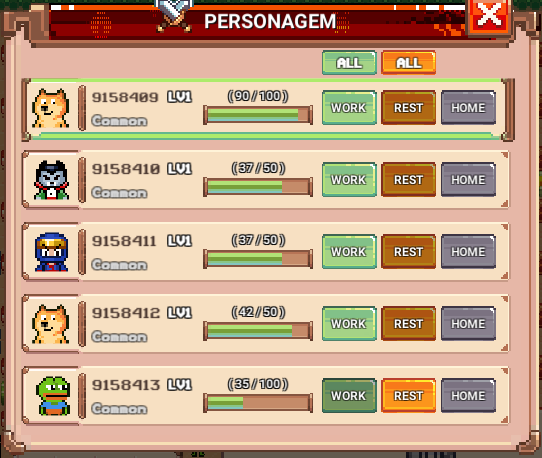 PERSONAGEM
ALL ALL
9158409 LV1 (90/100) WORK REST HOME
Common
9158410 LV1 (37/50) WORK REST HOME
Common
9158411 LV1 (37/50) WORK REST HOME
Common
9158412 LV1 (42/50) WORK REST HOME
Common
9158413 LV1 (35/100) WORK REST HOME
Common